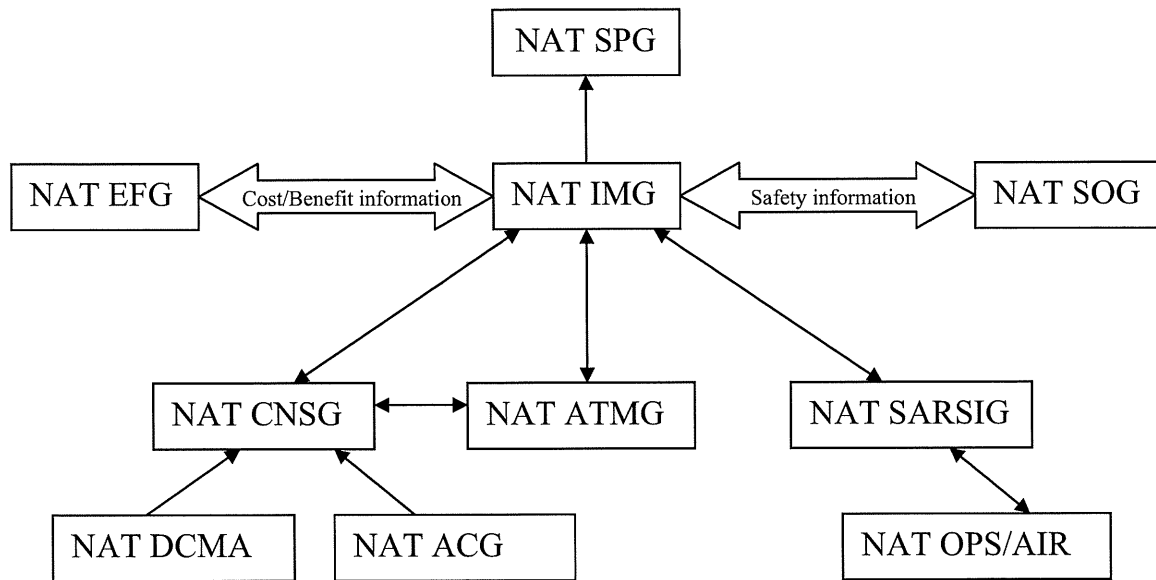 NAT SPG
NAT EFG
Cost/Benefit information
NAT IMG
Safety information
NAT SOG
NAT CNSG
NAT ATMG
NAT SARSIG
NAT DCMA
NAT ACG
NAT OPS/AIR